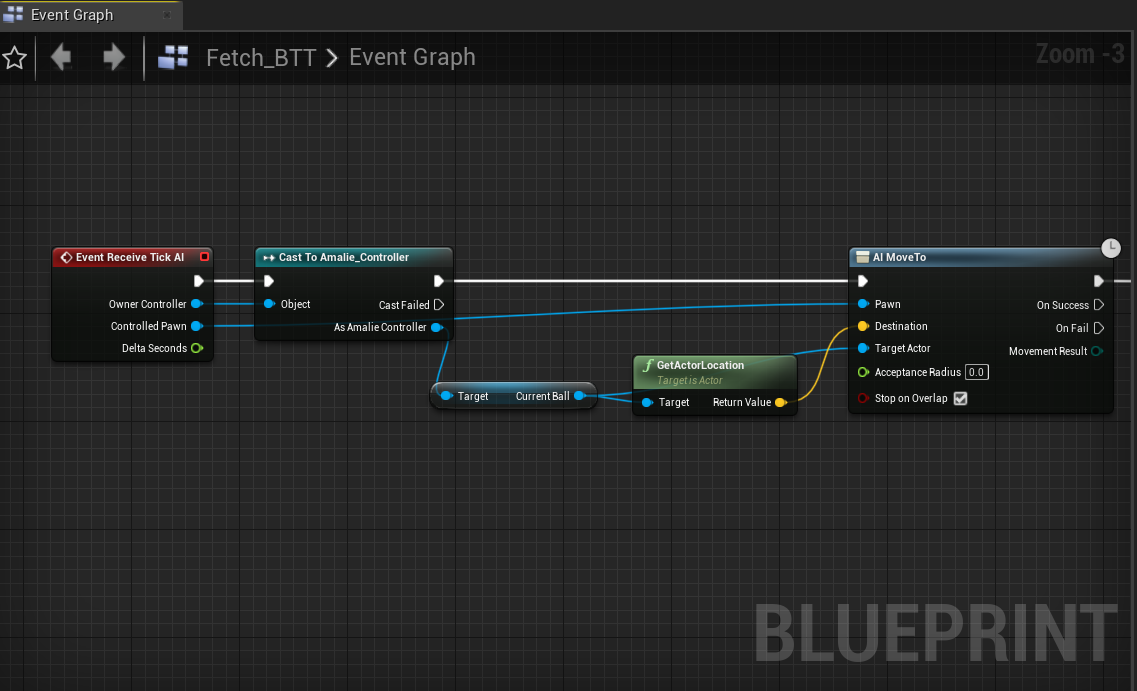 Event Graph
Fetch_BTT > Event Graph
Zoom -3
Event Receive Tick AI
Owner Controller
Controlled Pawn
Delta Seconds
Cast To Amalie_Controller
Object
Cast Failed
As Amalie Controller
Target
Current Ball
GetActorLocation
Target is Actor
Target
Return Value
AI MoveTo
Pawn
On Success
Destination
On Fail
Target Actor
Movement Result
Acceptance Radius 0.0
Stop on Overlap
BLUEPRINT